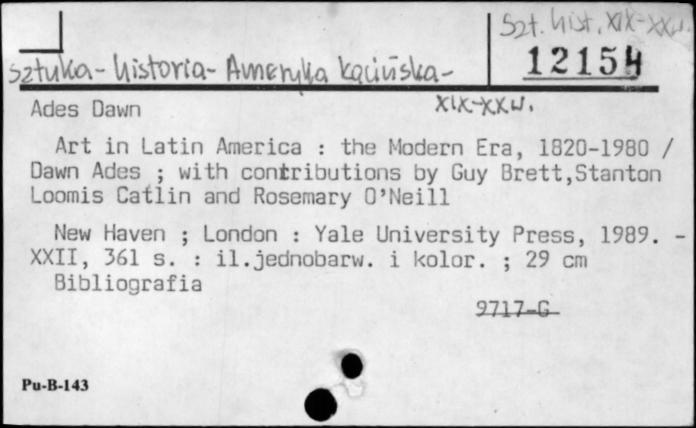 Szt. hist. XIX-XXw.
12154
Sztuka - historia - Ameryka Łacińska -
XIX-XXw.
Ades Dawn
Art in Latin America : the Modern Era, 1820-1980 /
Dawn Ades ; with contributions by Guy Brett,Stanton
Loomis Catlin and Rosemary O'Neill
New Haven ; London : Yale University Press, 1989. -
XXII, 361 s. : il.jednobarw. i kolor. ; 29 cm
Bibliografia
9717-G
Pu-B-143